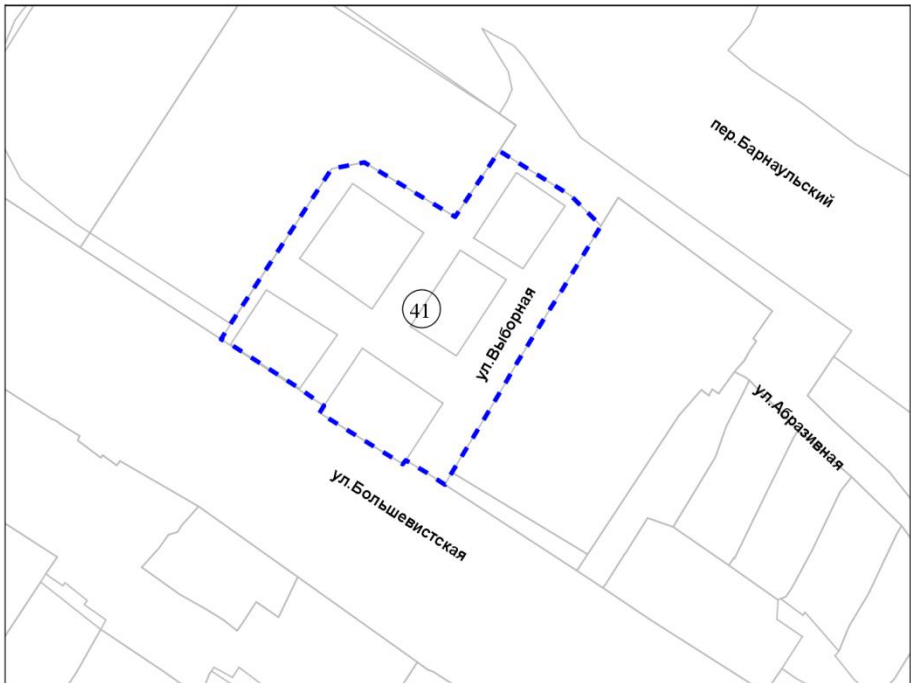 пер.Барнаульский
41
ул.Выборная
ул.Абразивная
ул.Большевистская